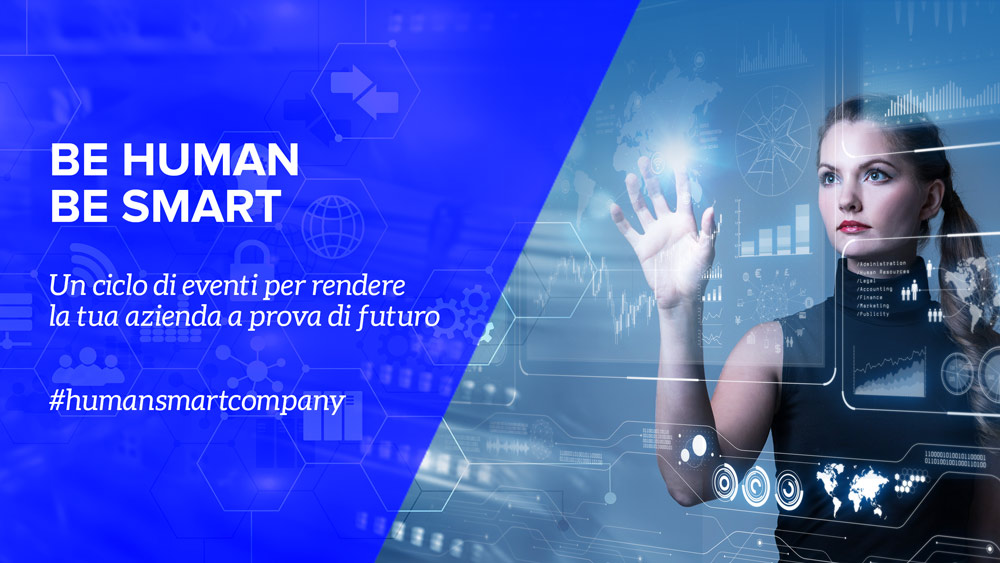 BE HUMAN
BE SMART
Un ciclo di eventi per rendere
la tua azienda a prova di futuro
#humansmartcompany
/Administration
/Human Resources
/Legal
/Accounting
/Finance
/Marketing
/Publicity